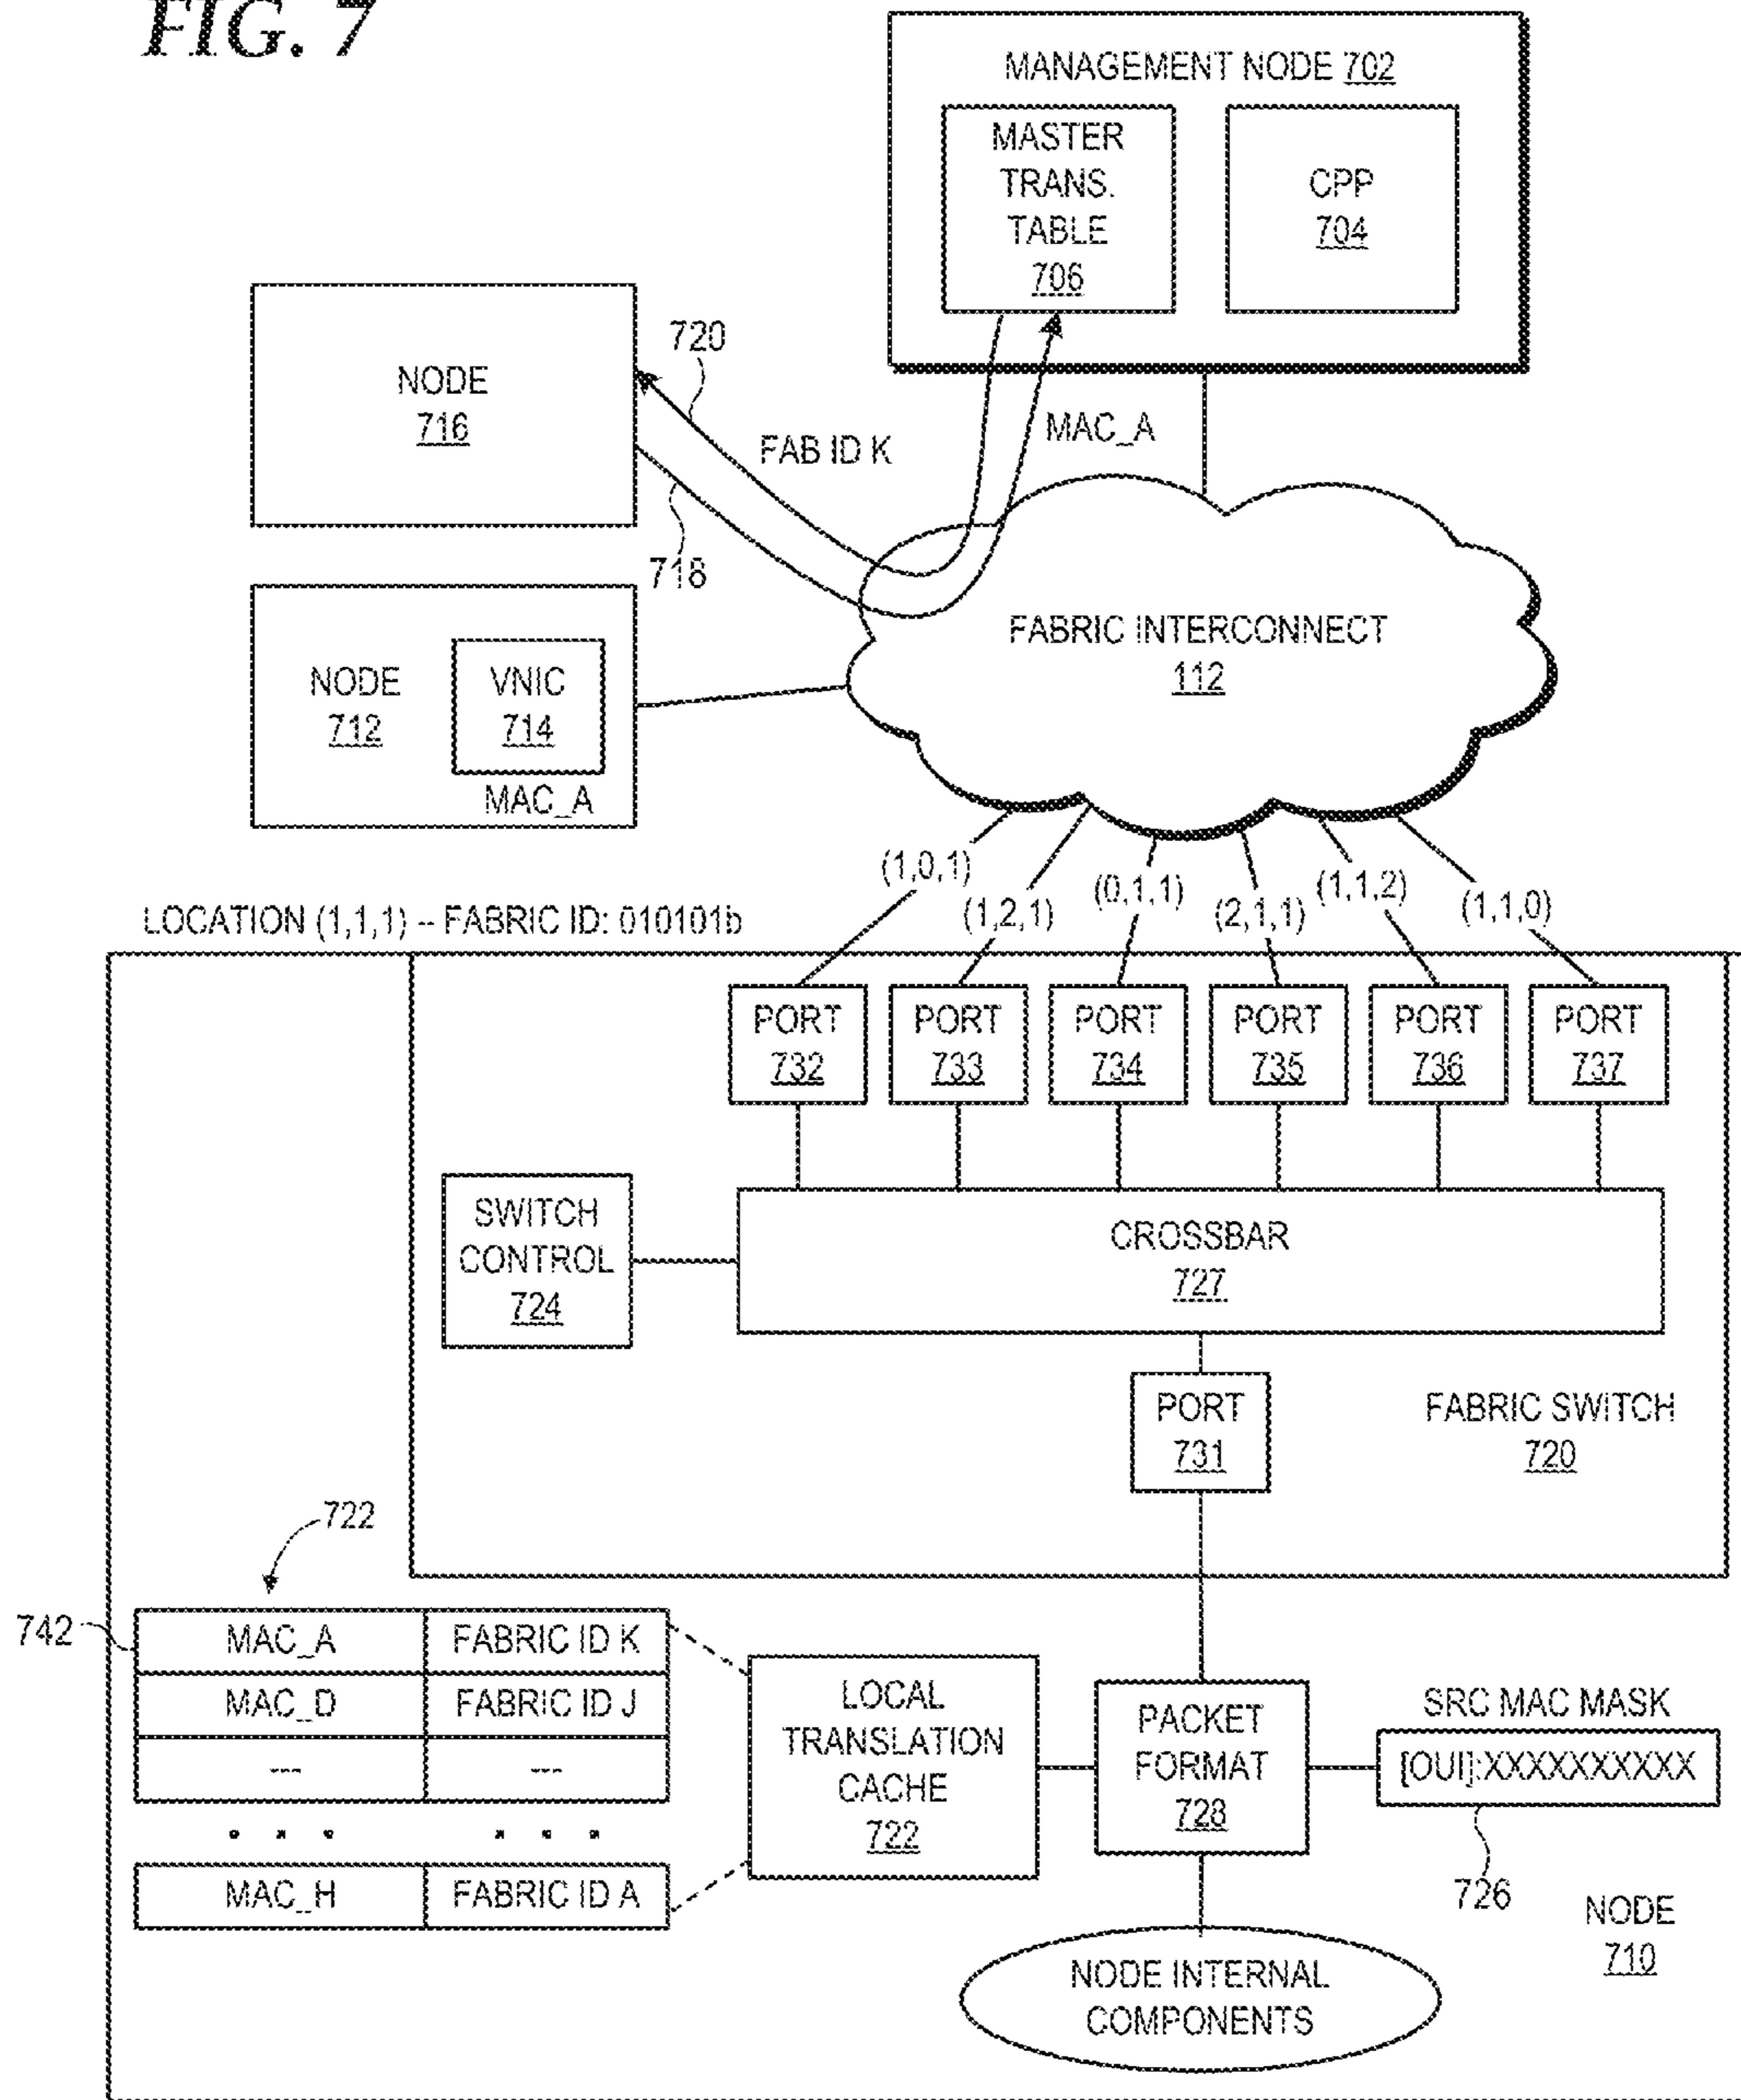 FIG. 7
MANAGEMENT NODE 702
MASTER
TRANS.
TABLE
706
CPP
704
NODE
716
720
FAB ID K
MAC_A
718
NODE
712
VNIC
714
MAC_A
FABRIC INTERCONNECT
112
(1,0,1)
(1,2,1)
(0,1,1)
(2,1,1)
(1,1,2)
(1,1,0)
LOCATION (1,1,1) -- FABRIC ID: 010101b
PORT
732
PORT
733
PORT
734
PORT
735
PORT
736
PORT
737
SWITCH
CONTROL
724
CROSSBAR
727
PORT
731
FABRIC SWITCH
720
722
742
MAC_A FABRIC ID K
MAC_D FABRIC ID J
--- ---
. . . . . .
MAC_H FABRIC ID A
LOCAL
TRANSLATION
CACHE
722
PACKET
FORMAT
728
SRC MAC MASK
[OUI]:XXXXXXXXXX
726
NODE
710
NODE INTERNAL
COMPONENTS